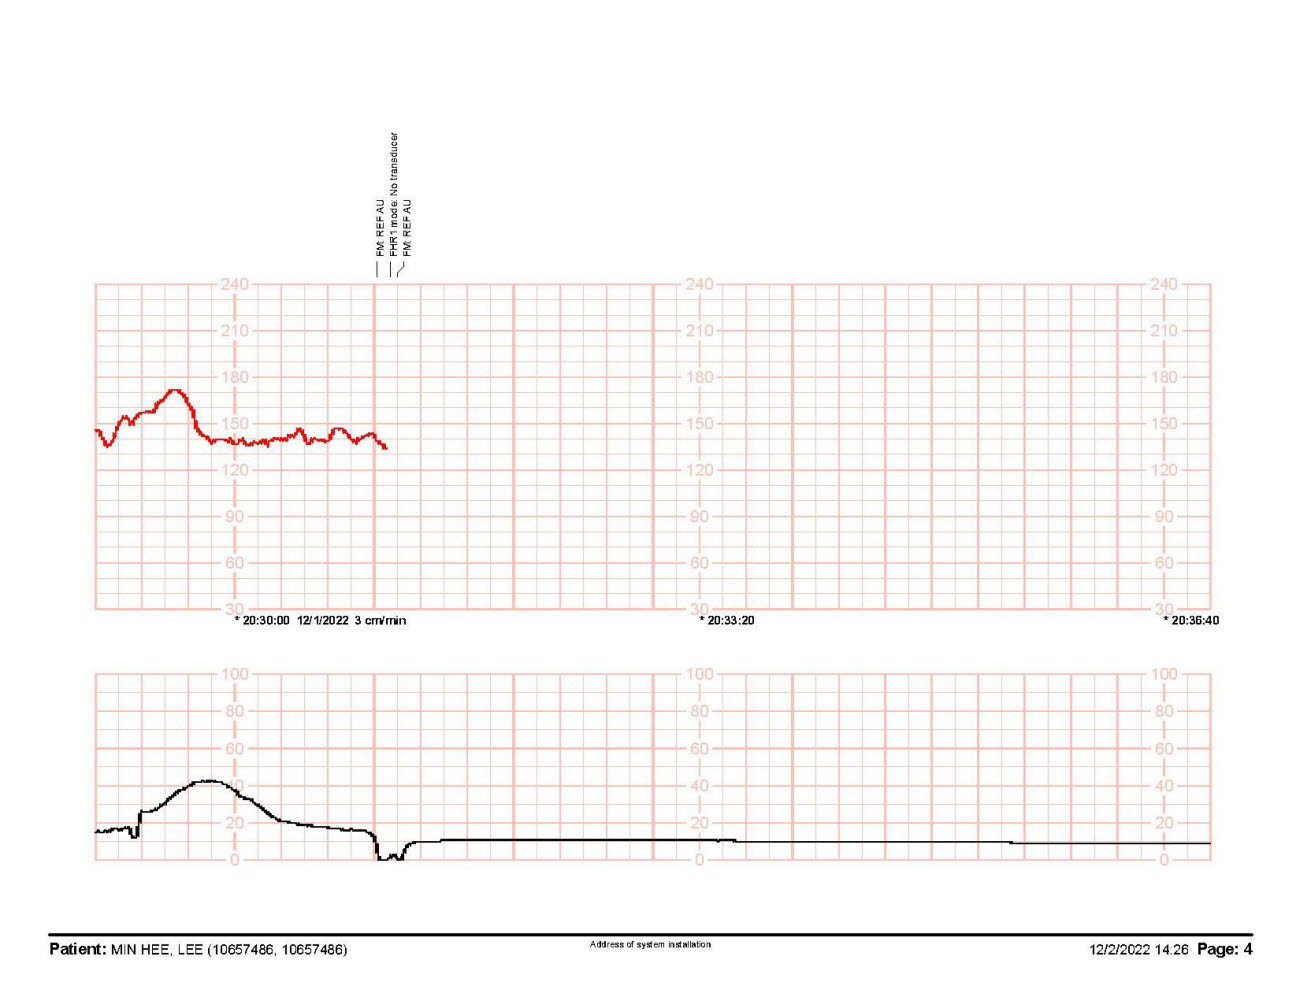 FM: REF AU
FHR1 mode: No transducer
FM: REF AU
240 240 240
210 210 210
180 180 180
150 150 150
120 120 120
90 90 90
60 60 60
30 30 30
* 20:30:00 12/1/2022 3 cm/min * 20:33:20 * 20:36:40
100 100 100
80 80 80
60 60 60
40 40 40
20 20 20
0 0 0
Patient: MIN HEE, LEE (10657486, 10657486) Address of system installation 12/2/2022 14:26 Page: 4